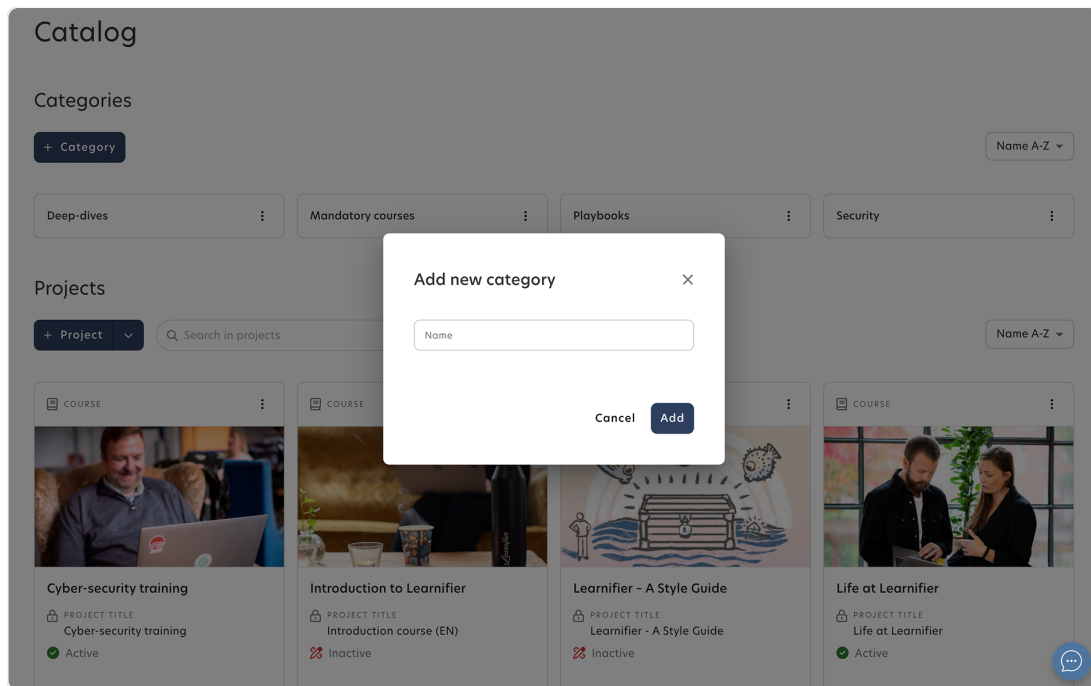 Catalog
Categories
+ Category
Name A-Z
Deep-dives
Mandatory courses
Playbooks
Security
Add new category
Name
Cancel
Add
Projects
+ Project
Search in projects
Name A-Z
COURSE
COURSE
COURSE
Learnifier
Cyber-security training
PROJECT TITLE
Cyber-security training
Active
Introduction to Learnifier
PROJECT TITLE
Introduction course (EN)
Inactive
Learnifier – A Style Guide
PROJECT TITLE
Learnifier - A Style Guide
Inactive
Life at Learnifier
PROJECT TITLE
Life at Learnifier
Active